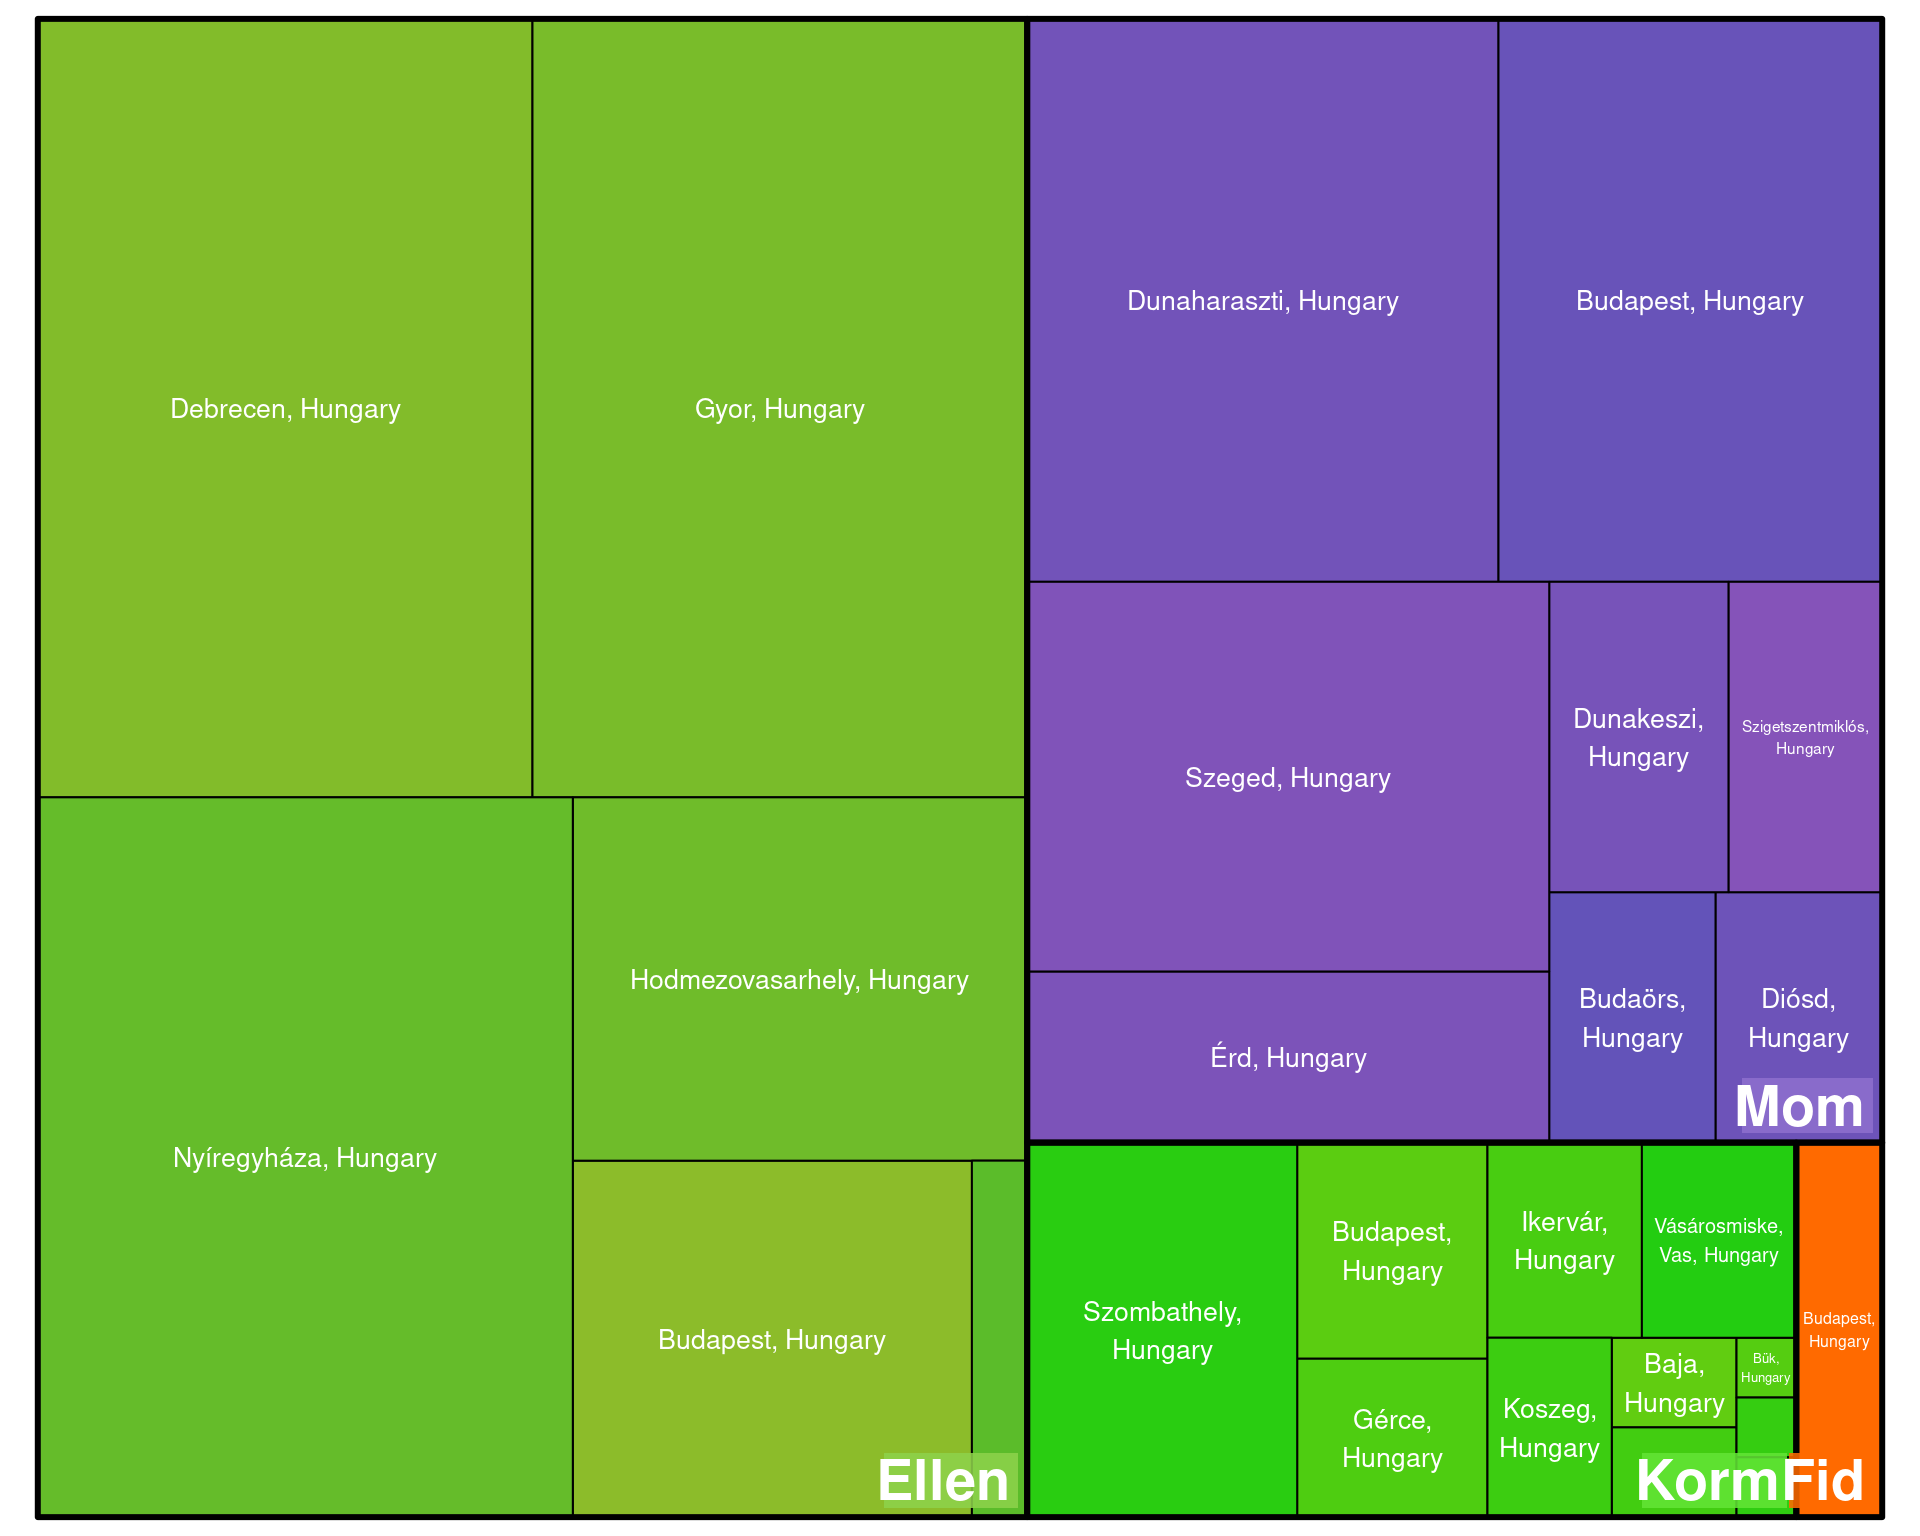 Debrecen, Hungary
Gyor, Hungary
Nyíregyháza, Hungary
Hodmezovasarhely, Hungary
Budapest, Hungary
Ellen
Dunaharaszti, Hungary
Budapest, Hungary
Szeged, Hungary
Dunakeszi,
Hungary
Szigetszentmiklós,
Hungary
Érd, Hungary
Budaörs,
Hungary
Diósd,
Hungary
Mom
Szombathely,
Hungary
Budapest,
Hungary
Ikervár,
Hungary
Vásárosmiske,
Vas, Hungary
Gérce,
Hungary
Koszeg,
Hungary
Baja,
Hungary
Bük,
Hungary
Korm
Budapest,
Hungary
Fid